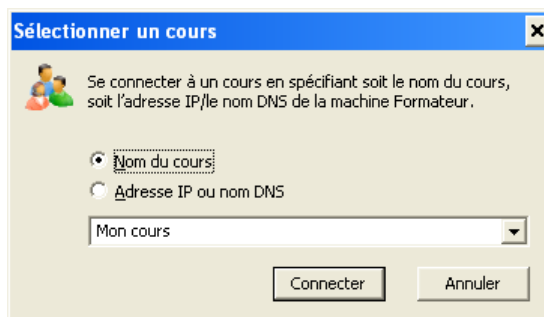 Sélectionner un cours
Se connecter à un cours en spécifiant soit le nom du cours,
soit l'adresse IP/le nom DNS de la machine Formateur.
Nom du cours
Adresse IP ou nom DNS
Mon cours
Connecter
Annuler